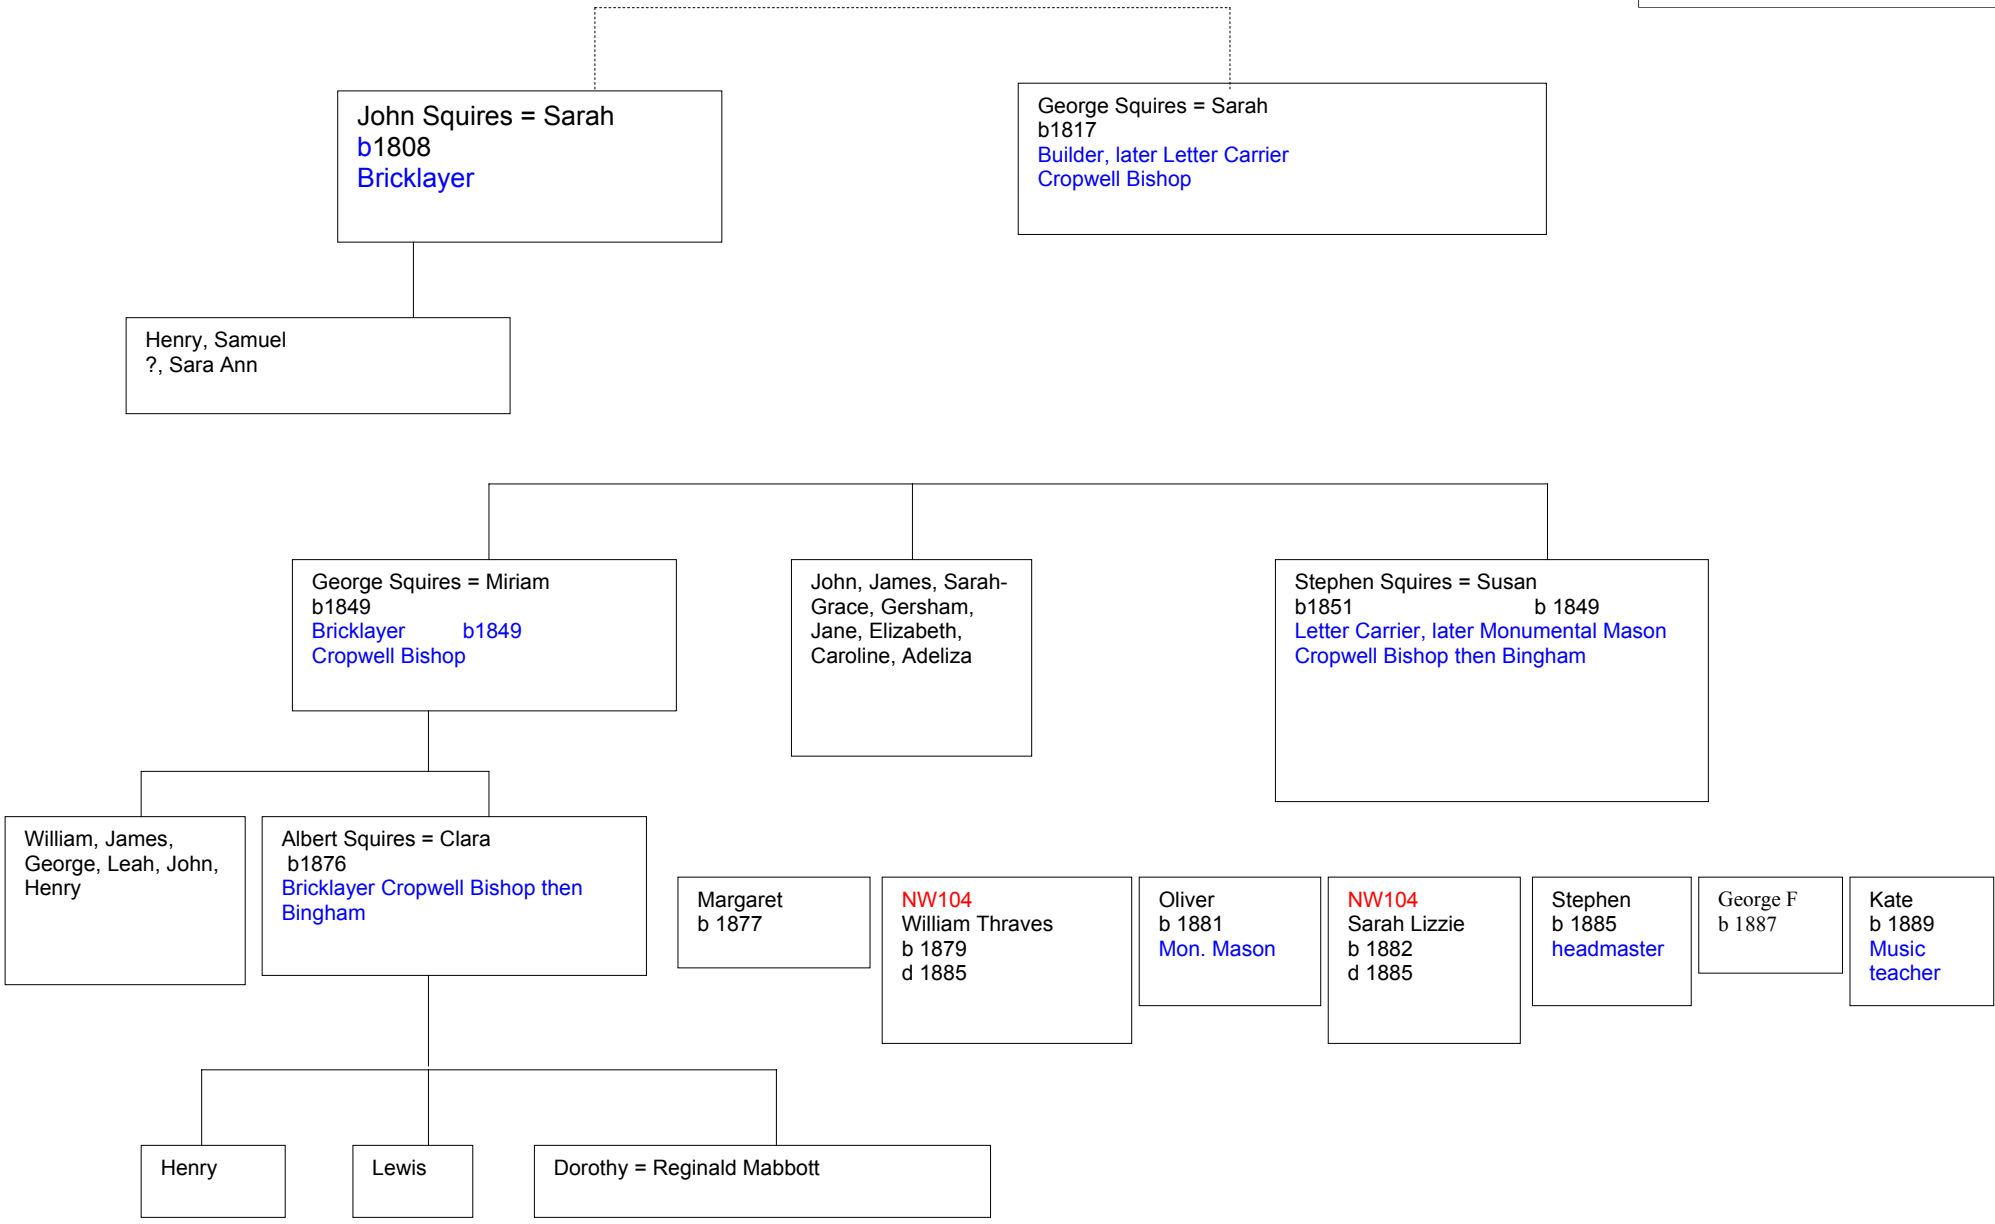 John Squires = Sarah
b1808
Bricklayer
George Squires = Sarah
b1817
Builder, later Letter Carrier
Cropwell Bishop
Henry, Samuel
?, Sara Ann
George Squires = Miriam
b1849
Bricklayer b1849
Cropwell Bishop
John, James, Sarah-
Grace, Gersham,
Jane, Elizabeth,
Caroline, Adeliza
Stephen Squires = Susan
b1851 b 1849
Letter Carrier, later Monumental Mason
Cropwell Bishop then Bingham
William, James,
George, Leah, John,
Henry
Albert Squires = Clara
b1876
Bricklayer Cropwell Bishop then
Bingham
Margaret
b 1877
NW104
William Thraves
b 1879
d 1885
Oliver
b 1881
Mon. Mason
NW104
Sarah Lizzie
b 1882
d 1885
Stephen
b 1885
headmaster
George F
b 1887
Kate
b 1889
Music
teacher
Henry
Lewis
Dorothy = Reginald Mabbott